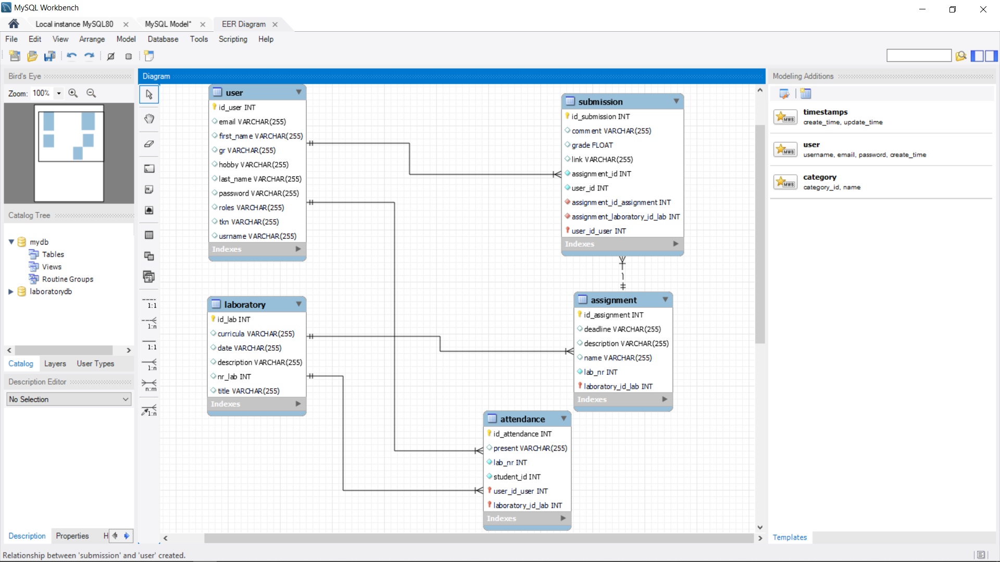 MySQL Workbench
Local instance MySQL80
MySQL Model*
EER Diagram
File Edit View Arrange Model Database Tools Scripting Help
Bird's Eye
Zoom: 100%
Catalog Tree
mydb
Tables
Views
Routine Groups
laboratorydb
Catalog Layers User Types
Description Editor
No Selection
Description Properties H
Diagram
1:1
1:n
1:1
1:n
n:m
1:n
user
id_user INT
email VARCHAR(255)
first_name VARCHAR(255)
gr VARCHAR(255)
hobby VARCHAR(255)
last_name VARCHAR(255)
password VARCHAR(255)
roles VARCHAR(255)
tkn VARCHAR(255)
usrname VARCHAR(255)
Indexes
laboratory
id_lab INT
curricula VARCHAR(255)
date VARCHAR(255)
description VARCHAR(255)
nr_lab INT
title VARCHAR(255)
Indexes
submission
id_submission INT
comment VARCHAR(255)
grade FLOAT
link VARCHAR(255)
assignment_id INT
user_id INT
assignment_id_assignment INT
assignment_laboratory_id_lab INT
user_id_user INT
Indexes
assignment
id_assignment INT
deadline VARCHAR(255)
description VARCHAR(255)
name VARCHAR(255)
lab_nr INT
laboratory_id_lab INT
Indexes
attendance
id_attendance INT
present VARCHAR(255)
lab_nr INT
student_id INT
user_id_user INT
laboratory_id_lab INT
Indexes
Modeling Additions
MWB
timestamps
create_time, update_time
MWB
user
username, email, password, create_time
MWB
category
category_id, name
Templates
Relationship between 'submission' and 'user' created.